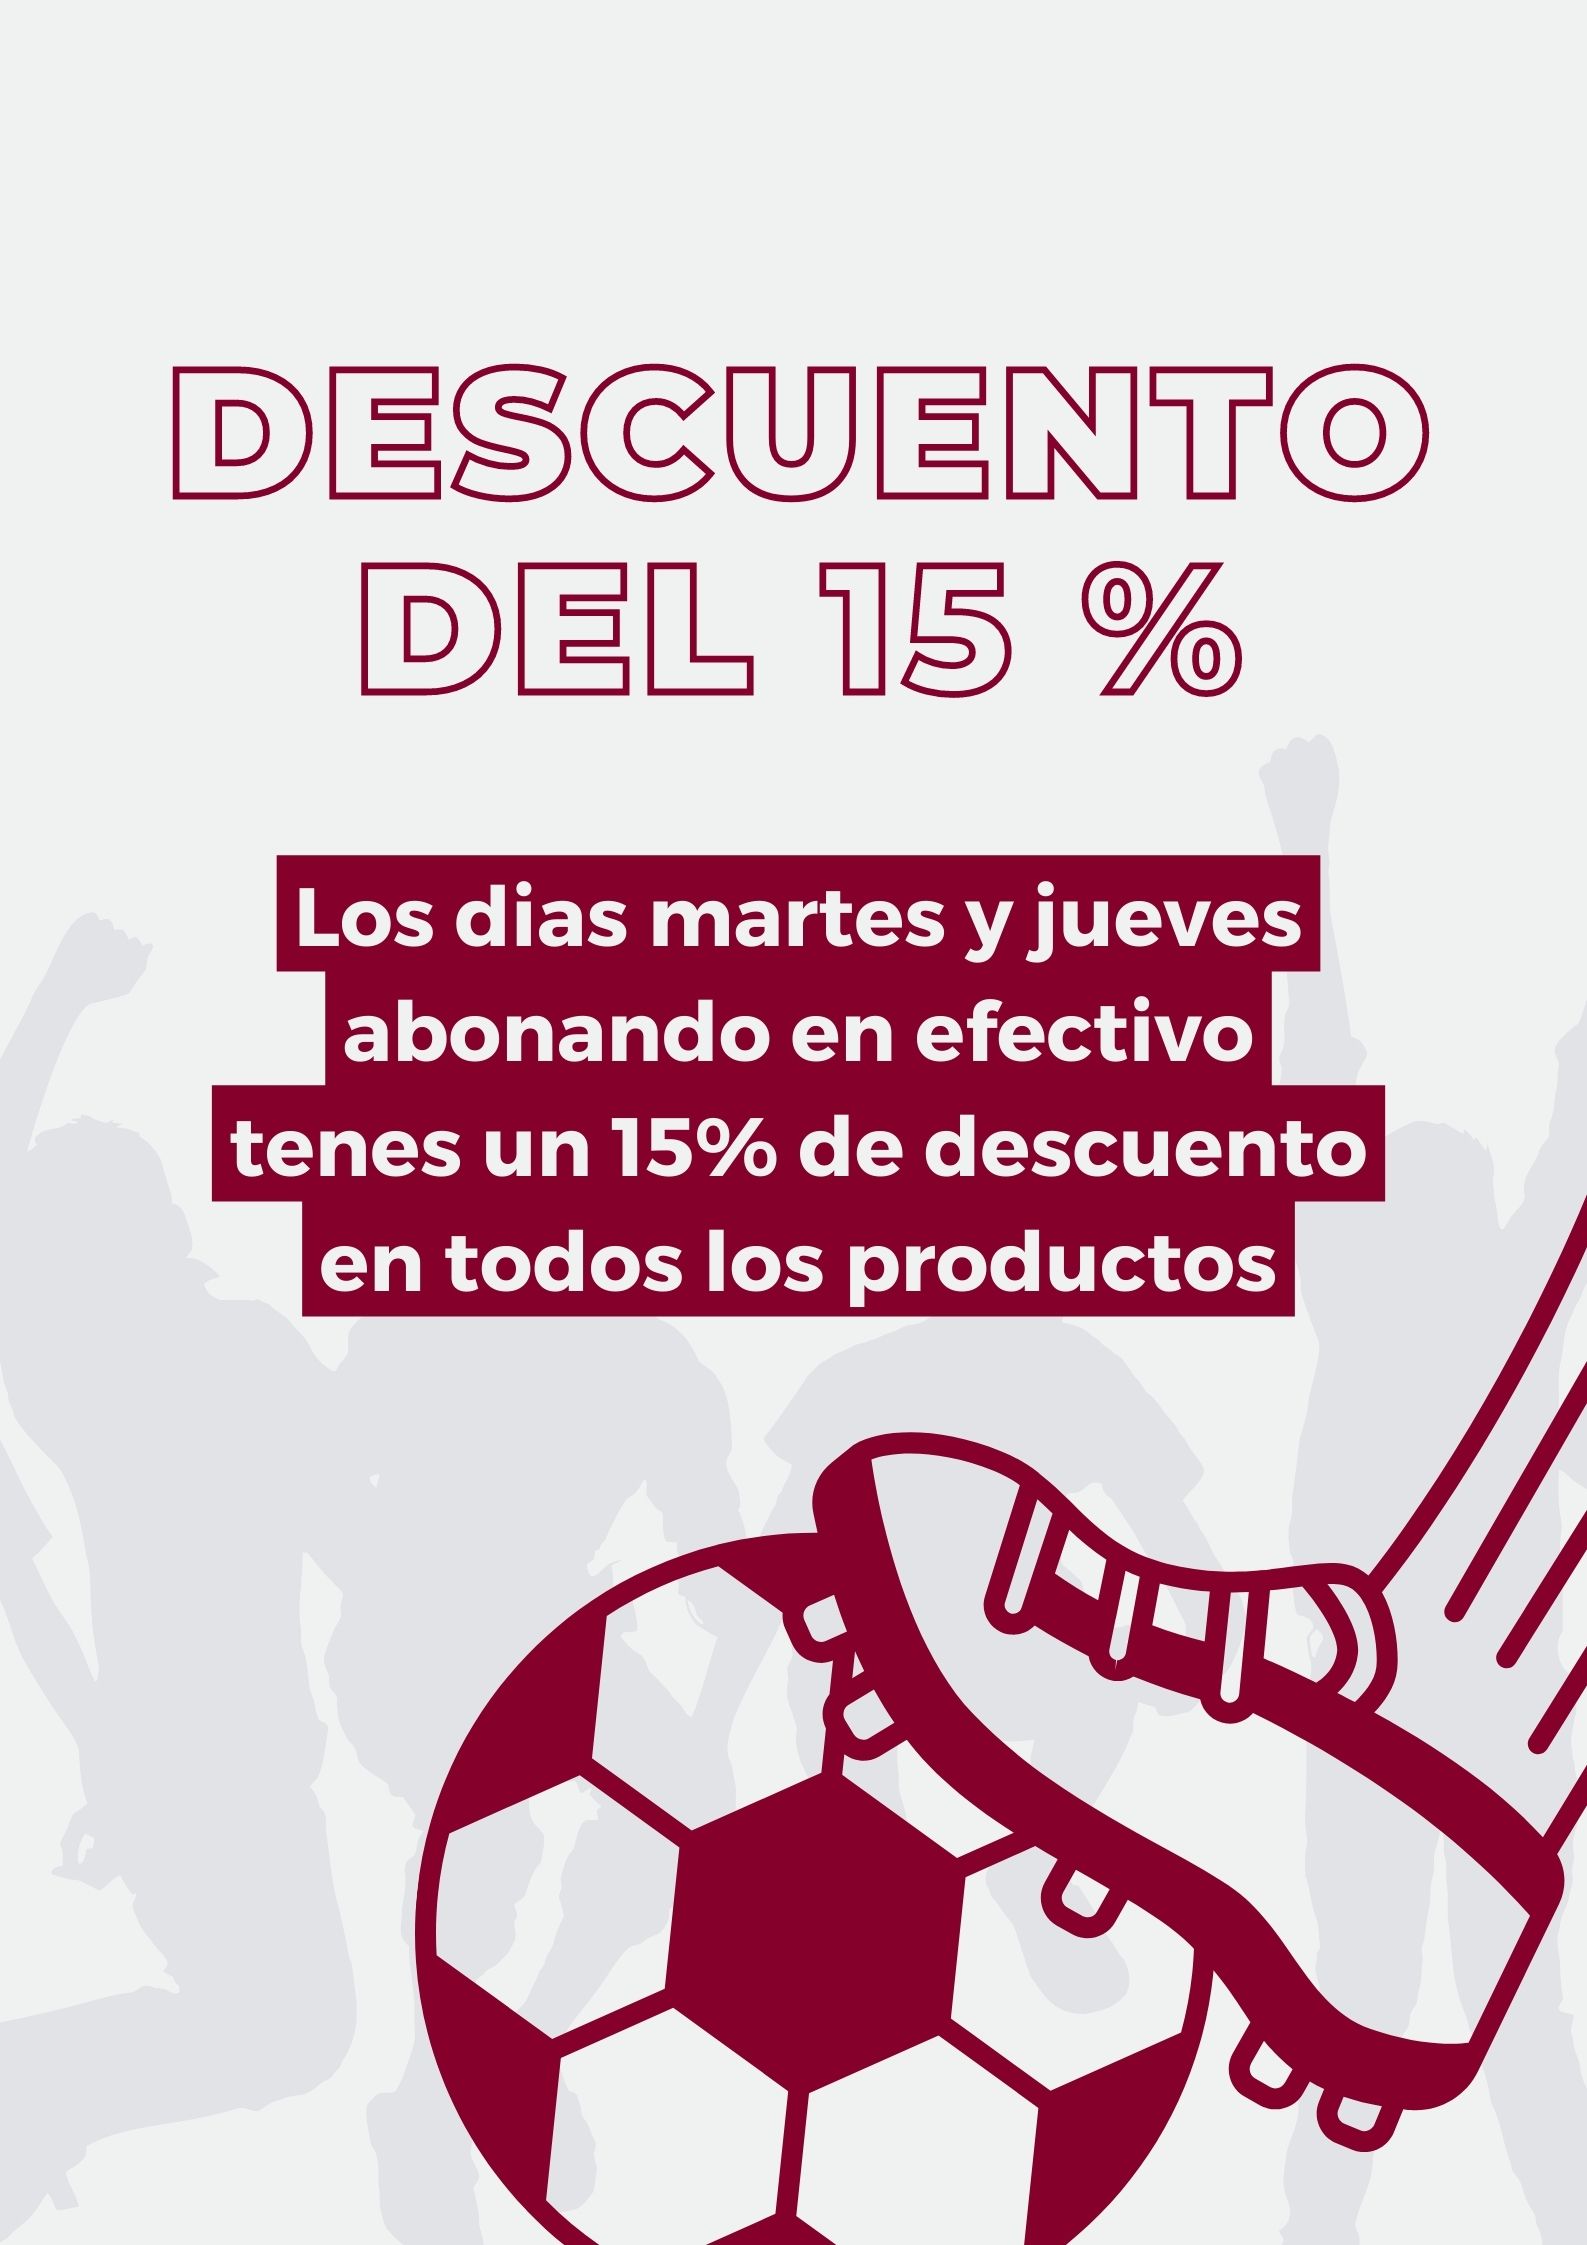 DESCUENTO
DEL 15 %
Los dias martes y jueves
abonando en efectivo
tenes un 15% de descuento
en todos los productos